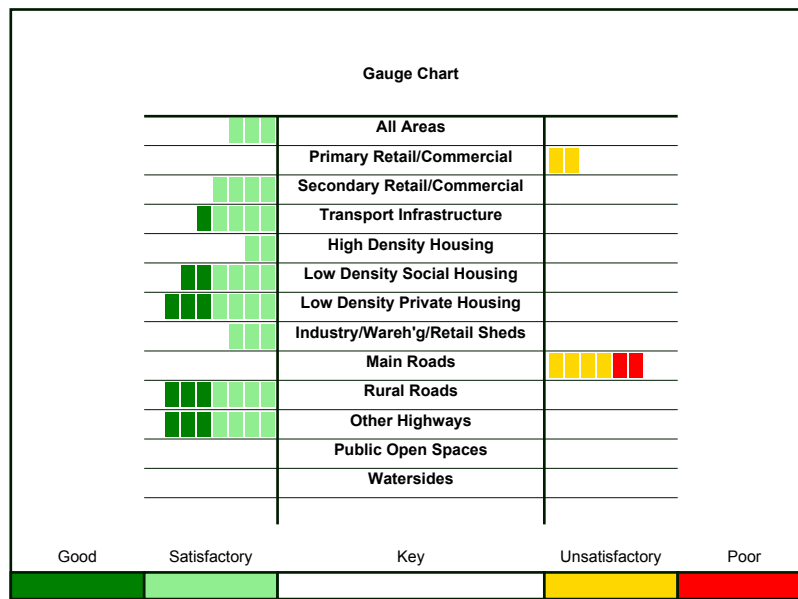 Gauge Chart
All Areas
Primary Retail/Commercial
Secondary Retail/Commercial
Transport Infrastructure
High Density Housing
Low Density Social Housing
Low Density Private Housing
Industry/Wareh'g/Retail Sheds
Main Roads
Rural Roads
Other Highways
Public Open Spaces
Watersides
Good Satisfactory Key Unsatisfactory Poor